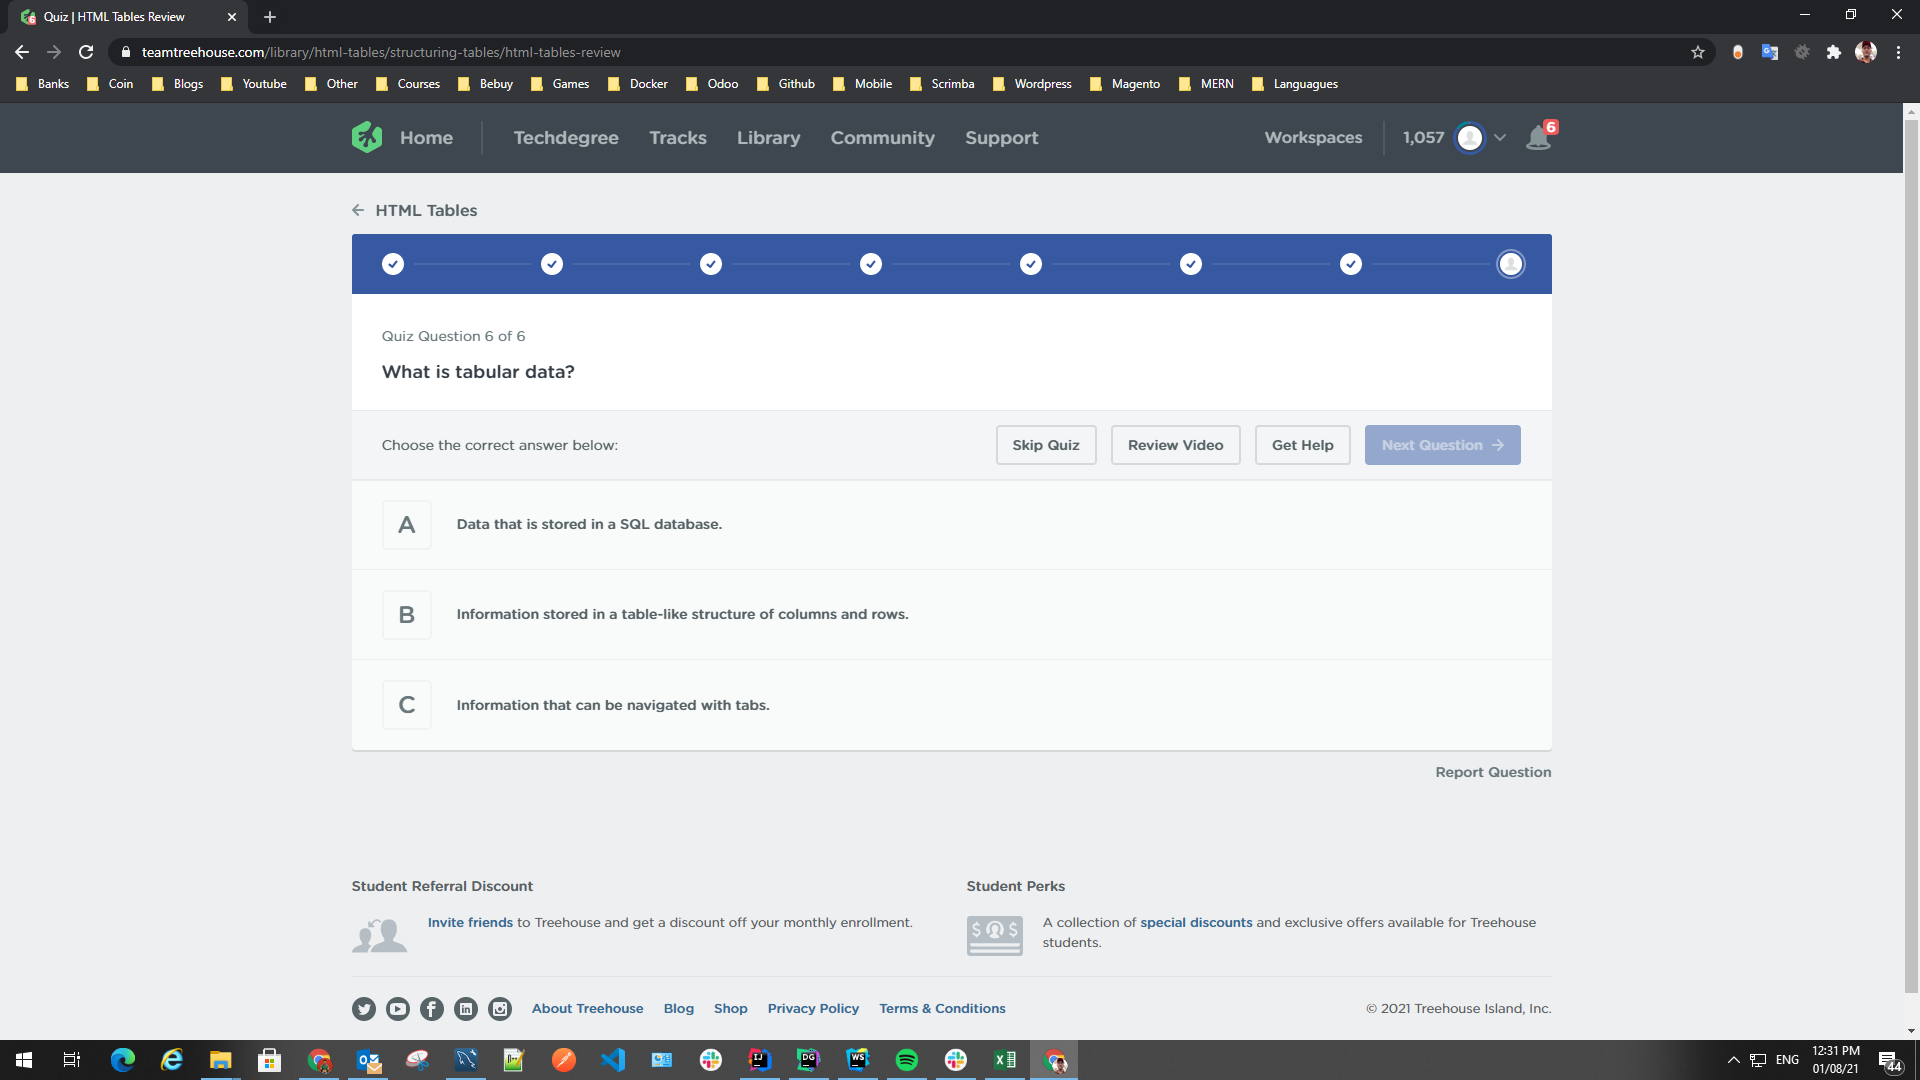 Quiz | HTML Tables Review
teamtreehouse.com/library/html-tables/structuring-tables/html-tables-review
Banks Coin Blogs Youtube Other Courses Bebuy Games Docker Odoo Github Mobile Scrimba Wordpress Magento MERN Languagues
Home Techdegree Tracks Library Community Support Workspaces 1,057 6
HTML Tables
Quiz Question 6 of 6
What is tabular data?
Choose the correct answer below: Skip Quiz Review Video Get Help Next Question
A Data that is stored in a SQL database.
B Information stored in a table-like structure of columns and rows.
C Information that can be navigated with tabs.
Report Question
Student Referral Discount
Invite friends to Treehouse and get a discount off your monthly enrollment.
Student Perks
A collection of special discounts and exclusive offers available for Treehouse
students.
About Treehouse Blog Shop Privacy Policy Terms & Conditions © 2021 Treehouse Island, Inc.
ENG
12:31 PM
01/08/21
44